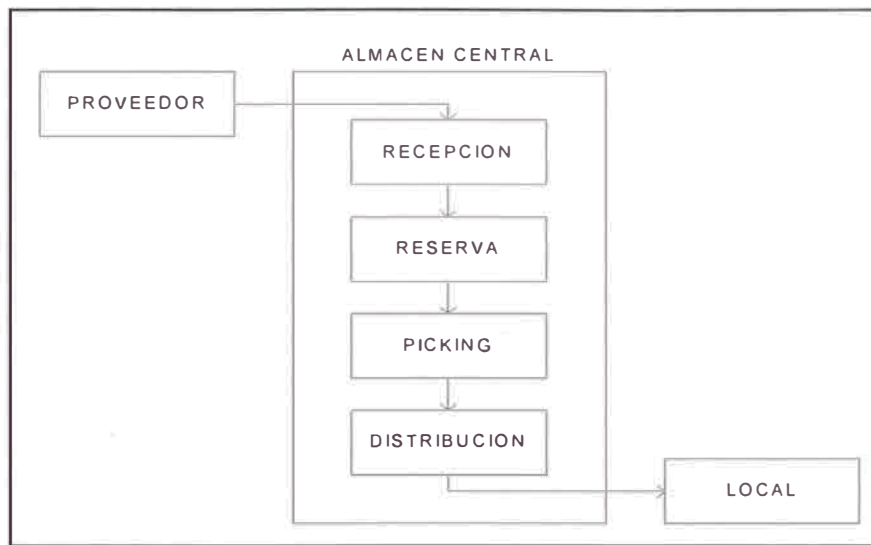 ALMACEN CENTRAL
PROVEEDOR
RECEPCION
RESERVA
PICKING
DISTRIBUCION
LOCAL